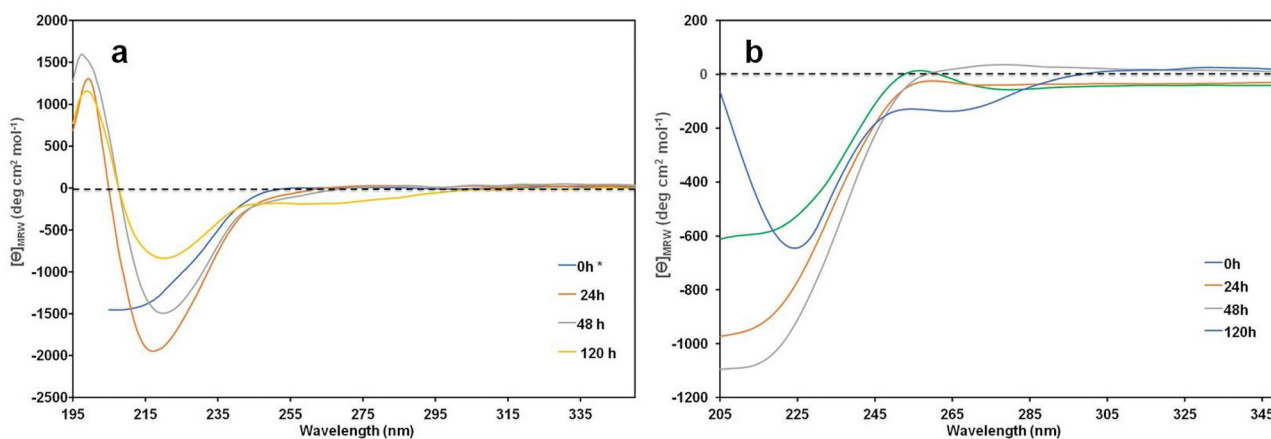 a
2000
1500
1000
500
0
-500
-1000
-1500
-2000
-2500
[Θ]MRW (deg cm² mol⁻¹)
195 215 235 255 275 295 315 335
Wavelength (nm)
0h *
24h
48 h
120 h
b
200
0
-200
-400
-600
-800
-1000
-1200
[Θ]MRW (deg cm² mol⁻¹)
205 225 245 265 285 305 325 345
Wavelength (nm)
0h
24h
48h
120h